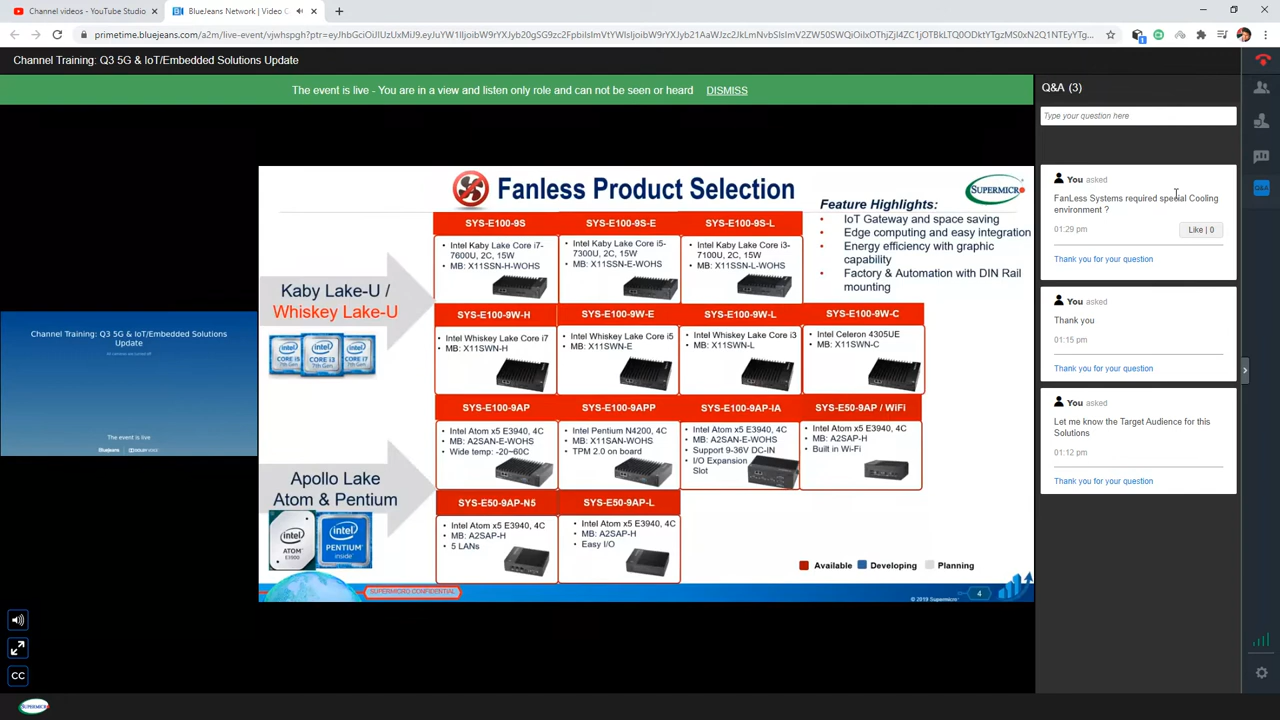 Channel videos - YouTube Studio
BlueJeans Network | Video C
Channel Training: Q3 5G & IoT/Embedded Solutions Update
The event is live - You are in a view and listen only role and can not be seen or heard DISMISS
Fanless Product Selection
SUPERMICRO
Feature Highlights:
• IoT Gateway and space saving
• Edge computing and easy integration
• Energy efficiency with graphic
capability
• Factory & Automation with DIN Rail
mounting
Kaby Lake-U /
Whiskey Lake-U
SYS-E100-9S
• Intel Kaby Lake Core i7-
7600U, 2C, 15W
• MB: X11SSN-H-WOHS
SYS-E100-9S-E
• Intel Kaby Lake Core i5-
7300U, 2C, 15W
• MB: X11SSN-E-WOHS
SYS-E100-9S-L
• Intel Kaby Lake Core i3-
7100U, 2C, 15W
• MB: X11SSN-L-WOHS
SYS-E100-9W-H
• Intel Whiskey Lake Core i7
• MB: X11SWN-H
SYS-E100-9W-E
• Intel Whiskey Lake Core i5
• MB: X11SWN-E
SYS-E100-9W-L
• Intel Whiskey Lake Core i3
• MB: X11SWN-L
SYS-E100-9W-C
• Intel Celeron 4305UE
• MB: X11SWN-C
Apollo Lake
Atom & Pentium
SYS-E100-9AP
• Intel Atom x5 E3940, 4C
• MB: A2SAN-E-WOHS
• Wide temp: -20~60C
SYS-E100-9APP
• Intel Pentium N4200, 4C
• MB: X11SAN-WOHS
• TPM 2.0 on board
SYS-E100-9AP-IA
• Intel Atom x5 E3940, 4C
• MB: A2SAN-E-WOHS
• Support 9-36V DC-IN
• I/O Expansion
Slot
SYS-E50-9AP / WiFi
• Intel Atom x5 E3940, 4C
• MB: A2SAP-H
• Built in Wi-Fi
SYS-E50-9AP-N5
• Intel Atom x5 E3940, 4C
• MB: A2SAP-H
• 5 LANs
SYS-E50-9AP-L
• Intel Atom x5 E3940, 4C
• MB: A2SAP-H
• Easy I/O
Available Developing Planning
SUPERMICRO CONFIDENTIAL
© 2019 Supermicro
4
Channel Training: Q3 5G & IoT/Embedded Solutions
Update
All cameras are turned off
The event is live
BlueJeans
Q&A (3)
Type your question here
You asked
FanLess Systems required special Cooling
environment ?
01:29 pm
Like | 0
Thank you for your question
You asked
Thank you
01:15 pm
Thank you for your question
You asked
Let me know the Target Audience for this
Solutions
01:12 pm
Thank you for your question
Q&A
CC
SUPERMICRO